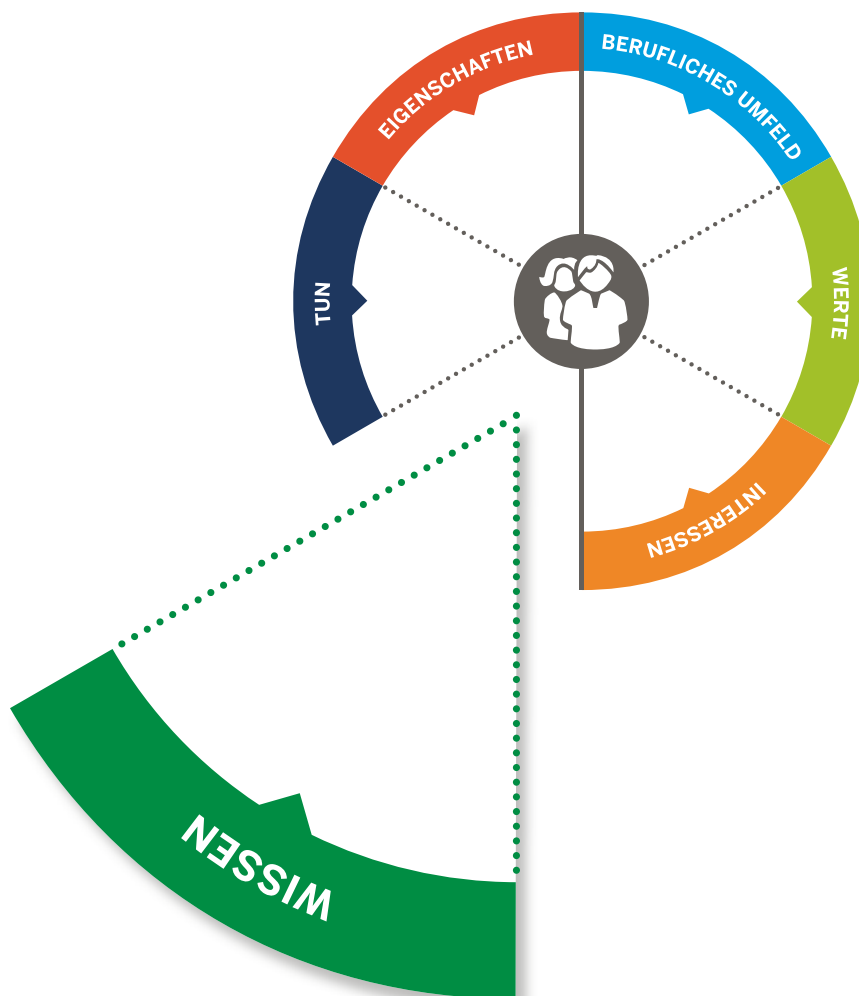 EIGENSCHAFTEN
BERUFLICHES UMFELD
TUN
WERTE
INTERESSEN
WISSEN